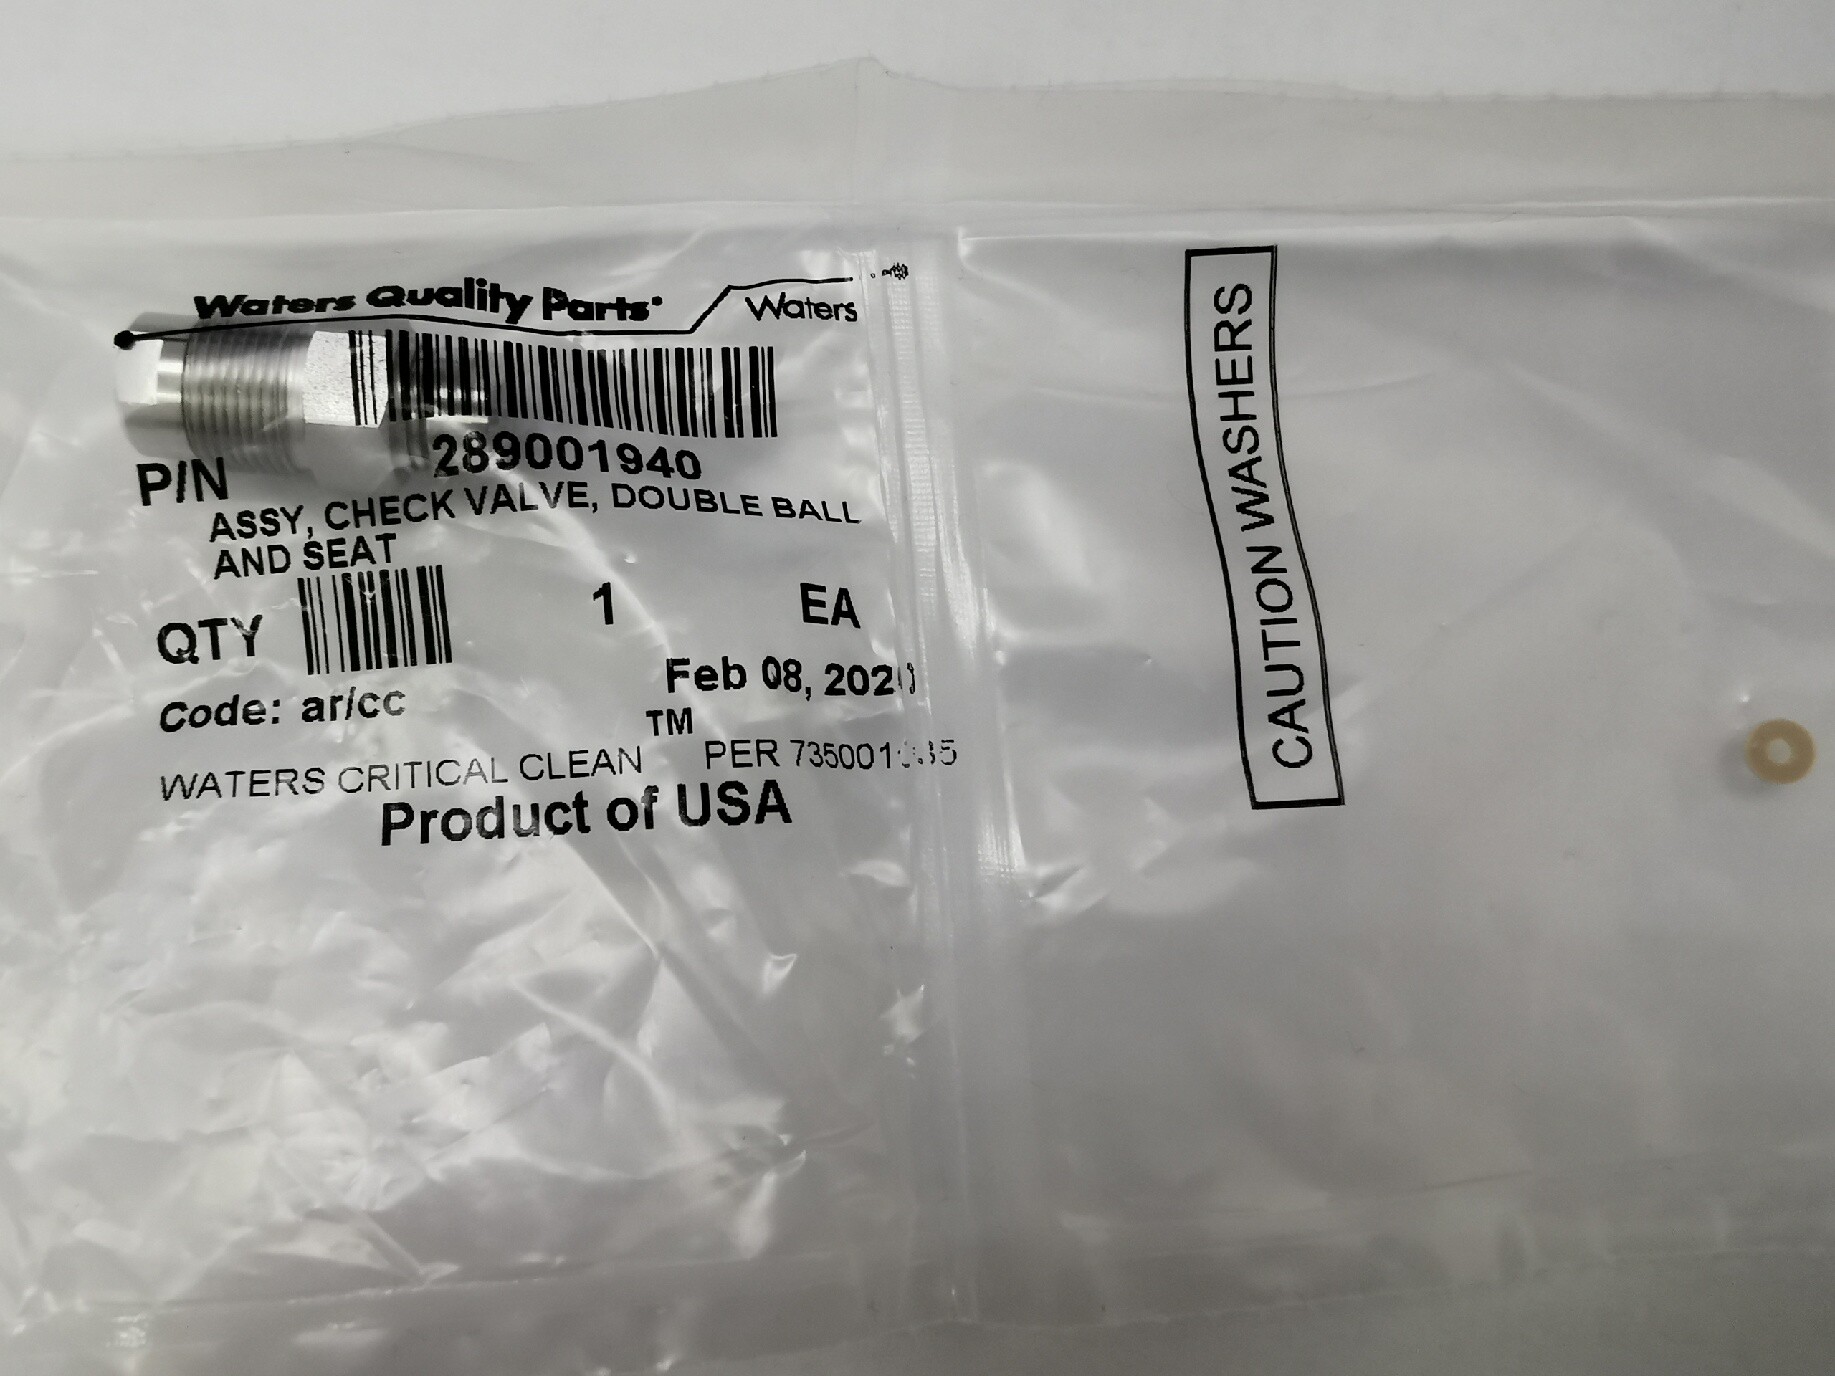 Waters Quality Parts
Waters
P/N 289001940
ASSY, CHECK VALVE, DOUBLE BALL
AND SEAT
QTY 1 EA
Feb 08, 2020
Code: ar/cc
WATERS CRITICAL CLEAN TM PER
Product of USA
CAUTION WASHERS